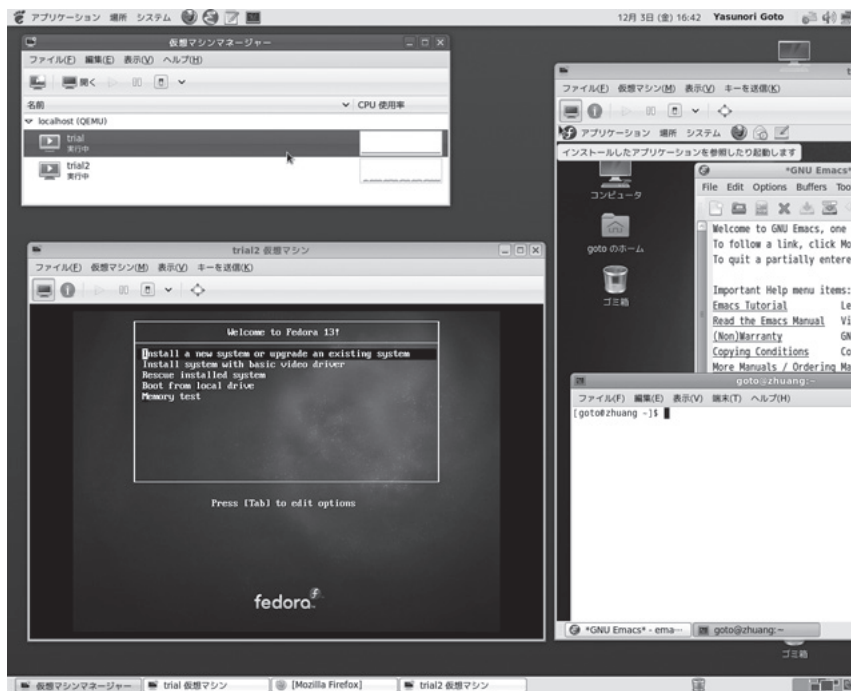 アプリケーション 場所 システム
12月 3日 (金) 16:42 Yasunori Goto
仮想マシンマネージャー
ファイル(F) 編集(E) 表示(V) ヘルプ(H)
開く
名前 CPU 使用率
localhost (QEMU)
trial
実行中
trial2
実行中
trial2 仮想マシン
ファイル(F) 仮想マシン(M) 表示(V) キーを送信(K)
Welcome to Fedora 13!
Install a new system or upgrade an existing system
Install system with basic video driver
Rescue installed system
Boot from local drive
Memory test
Press [Tab] to edit options
fedora
t
ファイル(F) 仮想マシン(M) 表示(V) キーを送信(K)
アプリケーション 場所 システム
インストールしたアプリケーションを参照したり起動します
コンピュータ
goto のホーム
ゴミ箱
*GNU Emacs*
File Edit Options Buffers Too
Welcome to GNU Emacs, one
To follow a link, click Mo
To quit a partially entere
Important Help menu items:
Emacs Tutorial Le
Read the Emacs Manual Vi
(Non)Warranty GN
Copying Conditions Co
More Manuals / Ordering Ma
goto@zhuang:~
ファイル(F) 編集(E) 表示(V) 端末(T) ヘルプ(H)
[goto@zhuang ~]$
*GNU Emacs* - ema… goto@zhuang:~
ゴミ箱
仮想マシンマネージャー trial 仮想マシン [Mozilla Firefox] trial2 仮想マシン